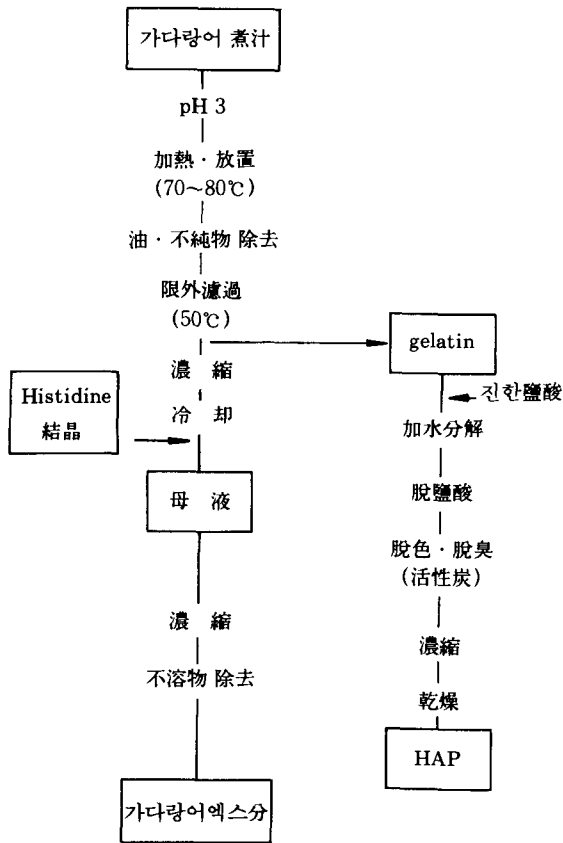 가다랑어 煮汁
pH 3
加熱 · 放置
(70~80℃)
油 · 不純物 除去
限外濾過
(50℃)
濃 縮
冷 却
Histidine
結晶
母 液
濃 縮
不溶物 除去
가다랑어엑스分
gelatin
진한鹽酸
加水分解
脫鹽酸
脫色 · 脫臭
(活性炭)
濃縮
乾燥
HAP